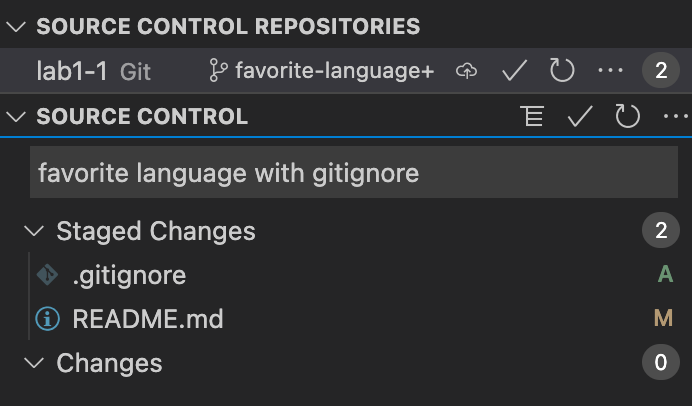 SOURCE CONTROL REPOSITORIES
lab1-1 Git favorite-language+ 2
SOURCE CONTROL
favorite language with gitignore
Staged Changes 2
.gitignore A
README.md M
Changes 0